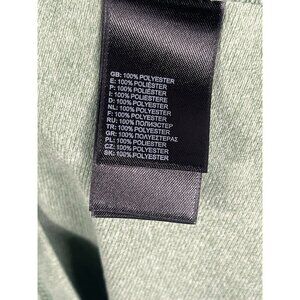 GB: 100% POLYESTER
E: 100% POLIÉSTER
P: 100% POLIÉSTER
I: 100% POLIESTERE
D: 100% POLYESTER
NL: 100% POLYESTER
F: 100% POLYESTER
RU: 100% ПОЛИЭСТЕР
TR: 100% POLYESTER
GR: 100% ΠΟΛΥΕΣΤΕΡΑΣ
PL: 100% POLIESTER
CZ: 100% POLYESTER
SK: 100% POLYESTER